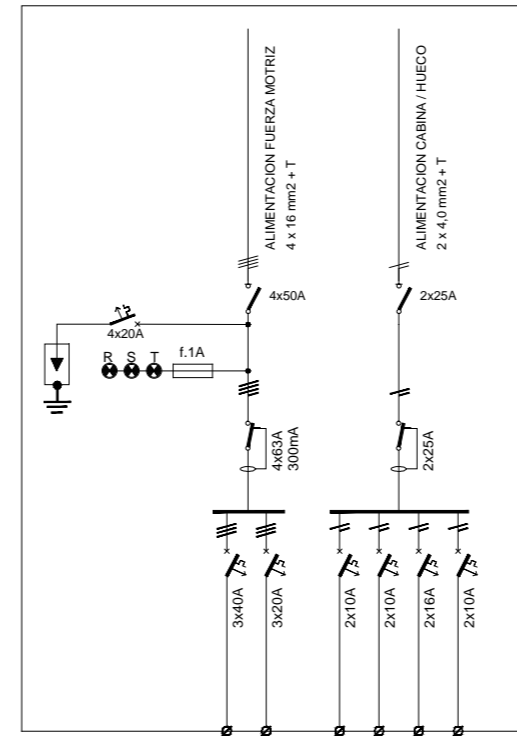 ALIMENTACION FUERZA MOTRIZ
4 x 16 mm2 + T
ALIMENTACION CABINA / HUECO
2 x 4,0 mm2 + T
4x50A
2x25A
4x20A
R S T
f.1A
4x63A
300mA
2x25A
3x40A
3x20A
2x10A
2x10A
2x16A
2x10A